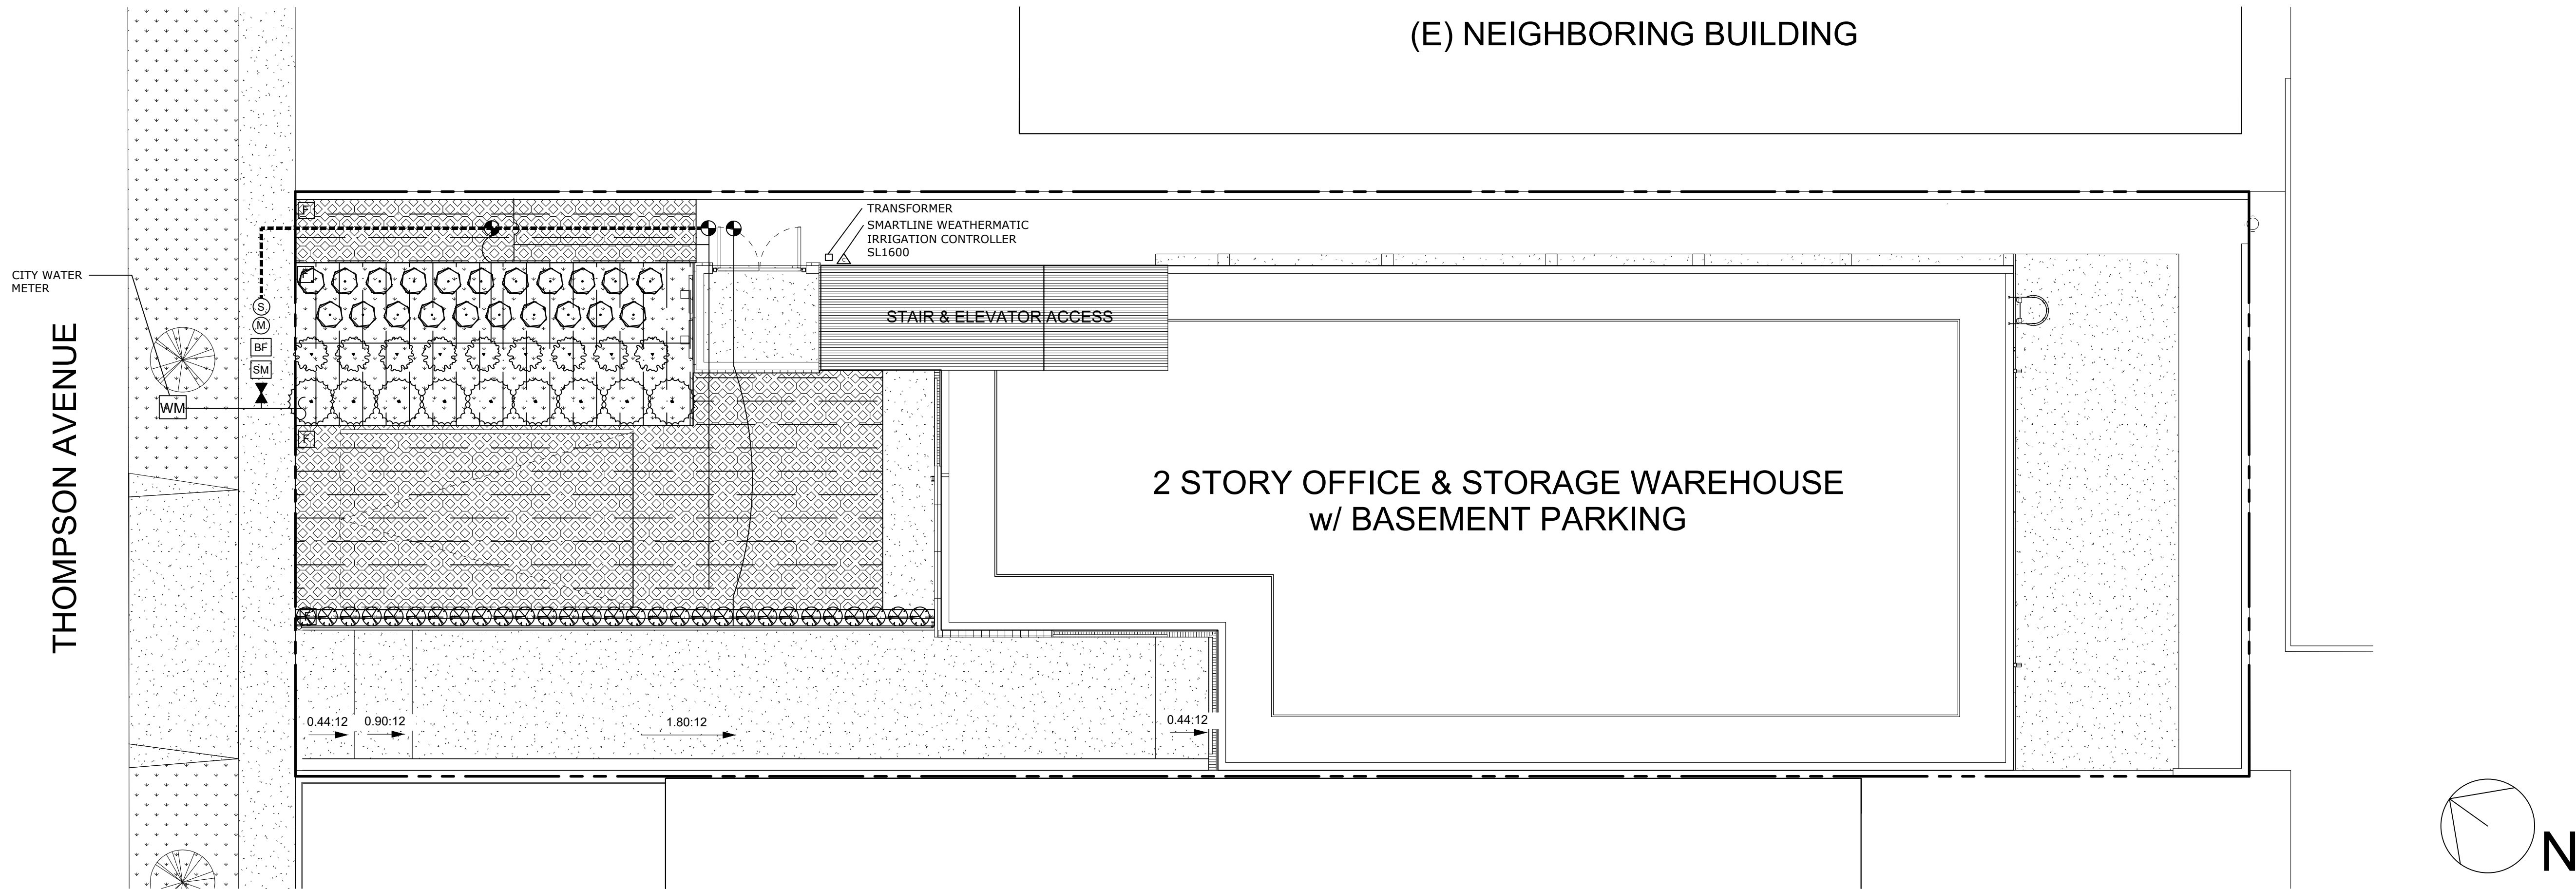 (E) NEIGHBORING BUILDING
TRANSFORMER
SMARTLINE WEATHERMATIC
IRRIGATION CONTROLLER
SL1600
CITY WATER
METER
THOMPSON AVENUE
WM
S
M
BF
SM
F
F
F
F
STAIR & ELEVATOR ACCESS
2 STORY OFFICE & STORAGE WAREHOUSE
w/ BASEMENT PARKING
0.44:12
0.90:12
1.80:12
0.44:12
N